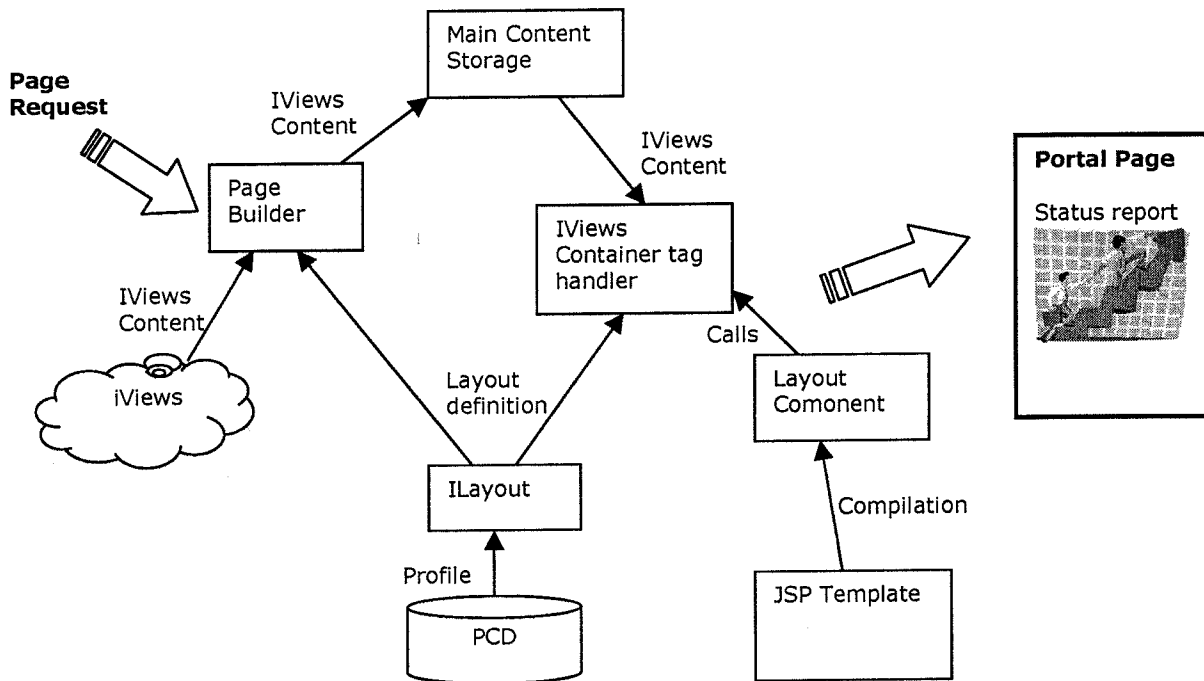 Main Content
Storage
Page
Request
IViews
Content
IViews
Content
Page
Builder
IViews
Container tag
handler
Portal Page
Status report
IViews
Content
Calls
iViews
Layout
definition
Layout
Comonent
ILayout
Compilation
Profile
JSP Template
PCD